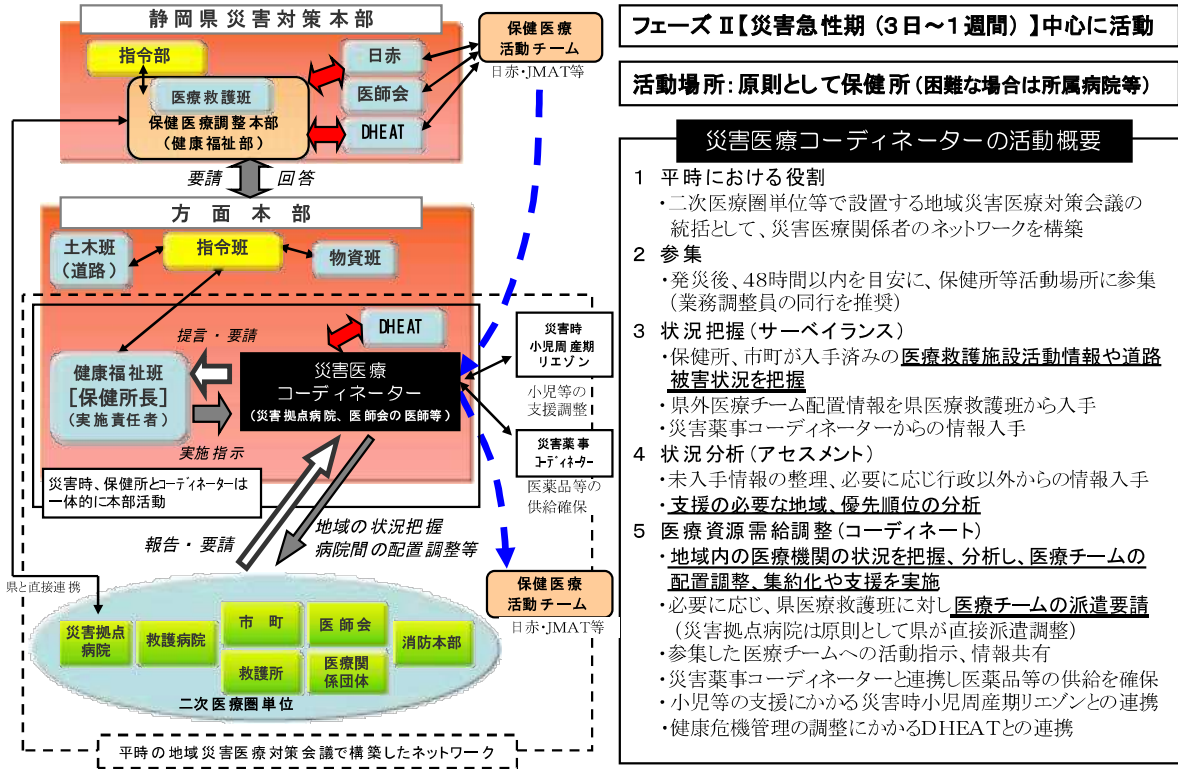 静岡県災害対策本部
指令部
医療救護班
保健医療調整本部
（健康福祉部）
日赤
医師会
DHEAT
保健医療
活動チーム
日赤・JMAT等
要請
回答
方面本部
土木班
（道路）
指令班
物資班
DHEAT
提言・要請
健康福祉班
[保健所長]
（実施責任者）
実施指示
災害医療
コーディネーター
（災害拠点病院、医師会の医師等）
災害時
小児周産期
リエゾン
小児等の
支援調整
災害薬事
コーディネーター
医薬品等の
供給確保
災害時、保健所とコーディネーターは
一体的に本部活動
報告・要請
地域の状況把握
病院間の配置調整等
県と直接連携
保健医療
活動チーム
日赤・JMAT等
災害拠点
病院
救護病院
市町
医師会
消防本部
救護所
医療関
係団体
二次医療圏単位
平時の地域災害医療対策会議で構築したネットワーク
フェーズⅡ【災害急性期（3日～1週間）】中心に活動
活動場所：原則として保健所（困難な場合は所属病院等）
災害医療コーディネーターの活動概要
1 平時における役割
・二次医療圏単位等で設置する地域災害医療対策会議の
統括として、災害医療関係者のネットワークを構築
2 参集
・発災後、48時間以内を目安に、保健所等活動場所に参集
（業務調整員の同行を推奨）
3 状況把握（サーベイランス）
・保健所、市町が入手済みの医療救護施設活動情報や道路
被害状況を把握
・県外医療チーム配置情報を県医療救護班から入手
・災害薬事コーディネーターからの情報入手
4 状況分析（アセスメント）
・未入手情報の整理、必要に応じ行政以外からの情報入手
・支援の必要な地域、優先順位の分析
5 医療資源需給調整（コーディネート）
・地域内の医療機関の状況を把握、分析し、医療チームの
配置調整、集約化や支援を実施
・必要に応じ、県医療救護班に対し医療チームの派遣要請
（災害拠点病院は原則として県が直接派遣調整）
・参集した医療チームへの活動指示、情報共有
・災害薬事コーディネーターと連携し医薬品等の供給を確保
・小児等の支援にかかる災害時小児周産期リエゾンとの連携
・健康危機管理の調整にかかるDHEATとの連携